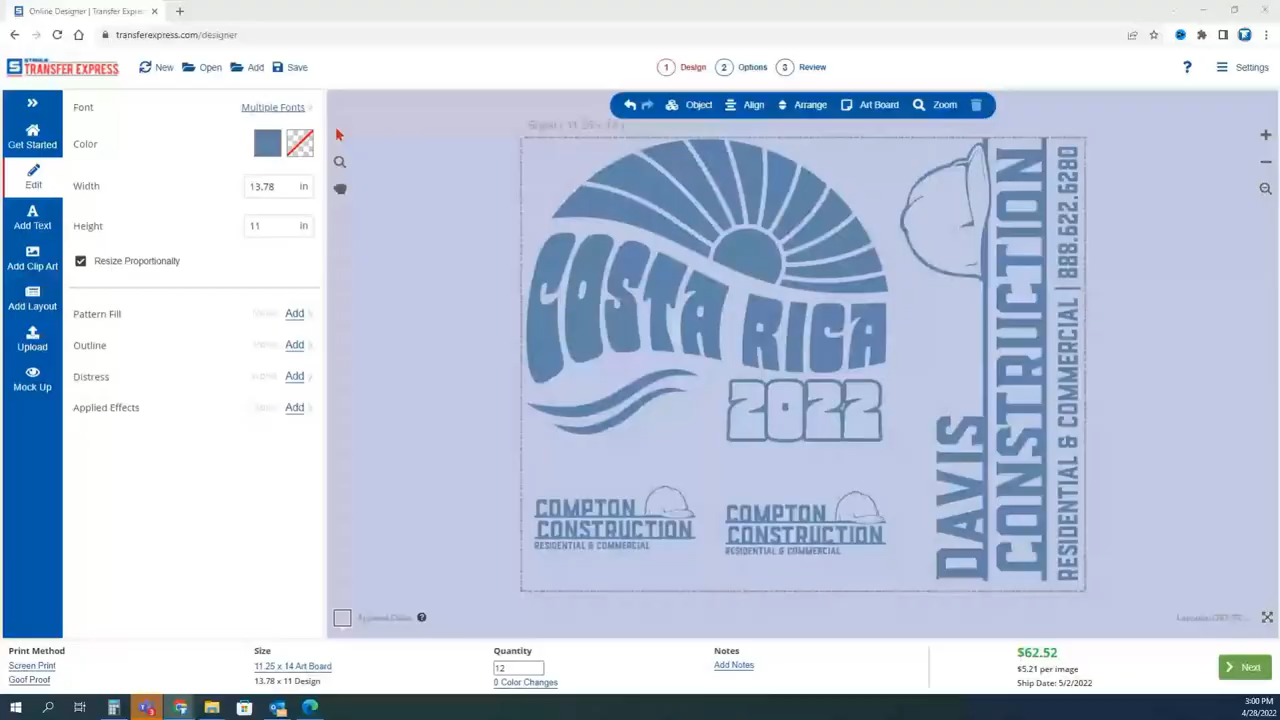 Online Designer | Transfer Express
transferexpress.com/designer
STAHLS'
TRANSFER EXPRESS
New
Open
Add
Save
1 Design
2 Options
3 Review
?
Settings
Get Started
Edit
Add Text
Add Clip Art
Add Layout
Upload
Mock Up
Font
Multiple Fonts
Color
Width
13.78 in
Height
11 in
Resize Proportionally
Pattern Fill
Add
Outline
Add
Distress
Add
Applied Effects
Add
Object
Align
Arrange
Art Board
Zoom
COSTA RICA
2022
COMPTON
CONSTRUCTION
RESIDENTIAL & COMMERCIAL
COMPTON
CONSTRUCTION
RESIDENTIAL & COMMERCIAL
DAVIS
CONSTRUCTION
RESIDENTIAL & COMMERCIAL | 888.622.6280
Print Method
Screen Print
Goof Proof
Size
11.25 x 14 Art Board
13.78 x 11 Design
Quantity
12
0 Color Changes
Notes
Add Notes
$62.52
$5.21 per image
Ship Date: 5/2/2022
Next
3:00 PM
4/28/2022